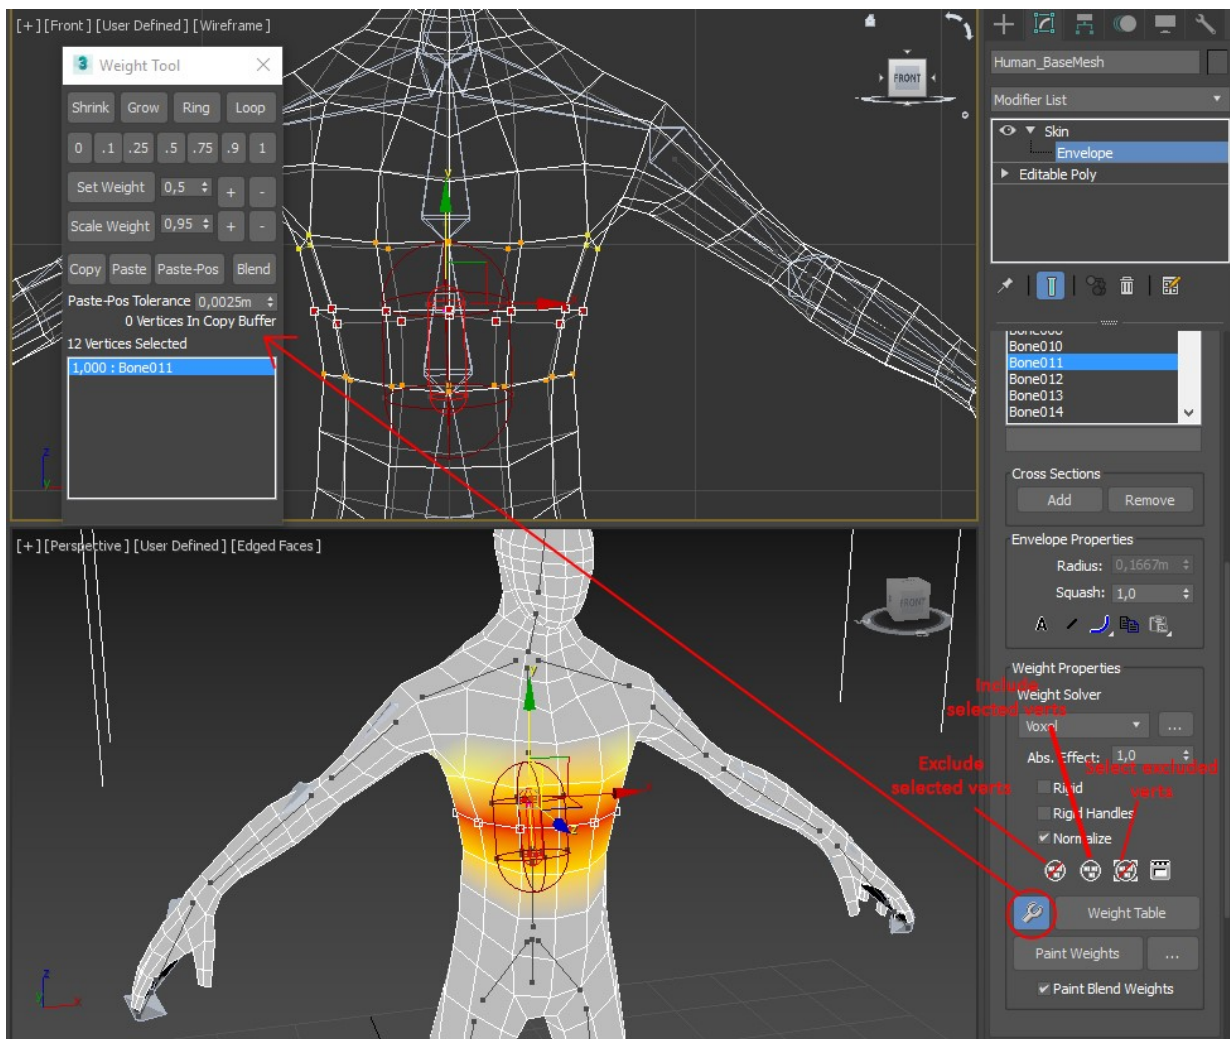 [+] [Front] [User Defined] [Wireframe]
3 Weight Tool
Shrink Grow Ring Loop
0 .1 .25 .5 .75 .9 1
Set Weight 0,5 + -
Scale Weight 0,95 + -
Copy Paste Paste-Pos Blend
Paste-Pos Tolerance 0,0025m
0 Vertices In Copy Buffer
12 Vertices Selected
1,000 : Bone011
y
z
FRONT
[+] [Perspective] [User Defined] [Edged Faces]
y
z
FRONT
z
y x
Human_BaseMesh
Modifier List
Skin
Envelope
Editable Poly
Bone010
Bone011
Bone012
Bone013
Bone014
Cross Sections
Add Remove
Envelope Properties
Radius: 0,1667m
Squash: 1,0
A
Weight Properties
Include
selected verts
Weight Solver
Voxel ...
Abs. Effect: 1,0
Exclude
selected verts
Select excluded
verts
Rigid
Rigid Handles
Normalize
Weight Table
Paint Weights ...
Paint Blend Weights